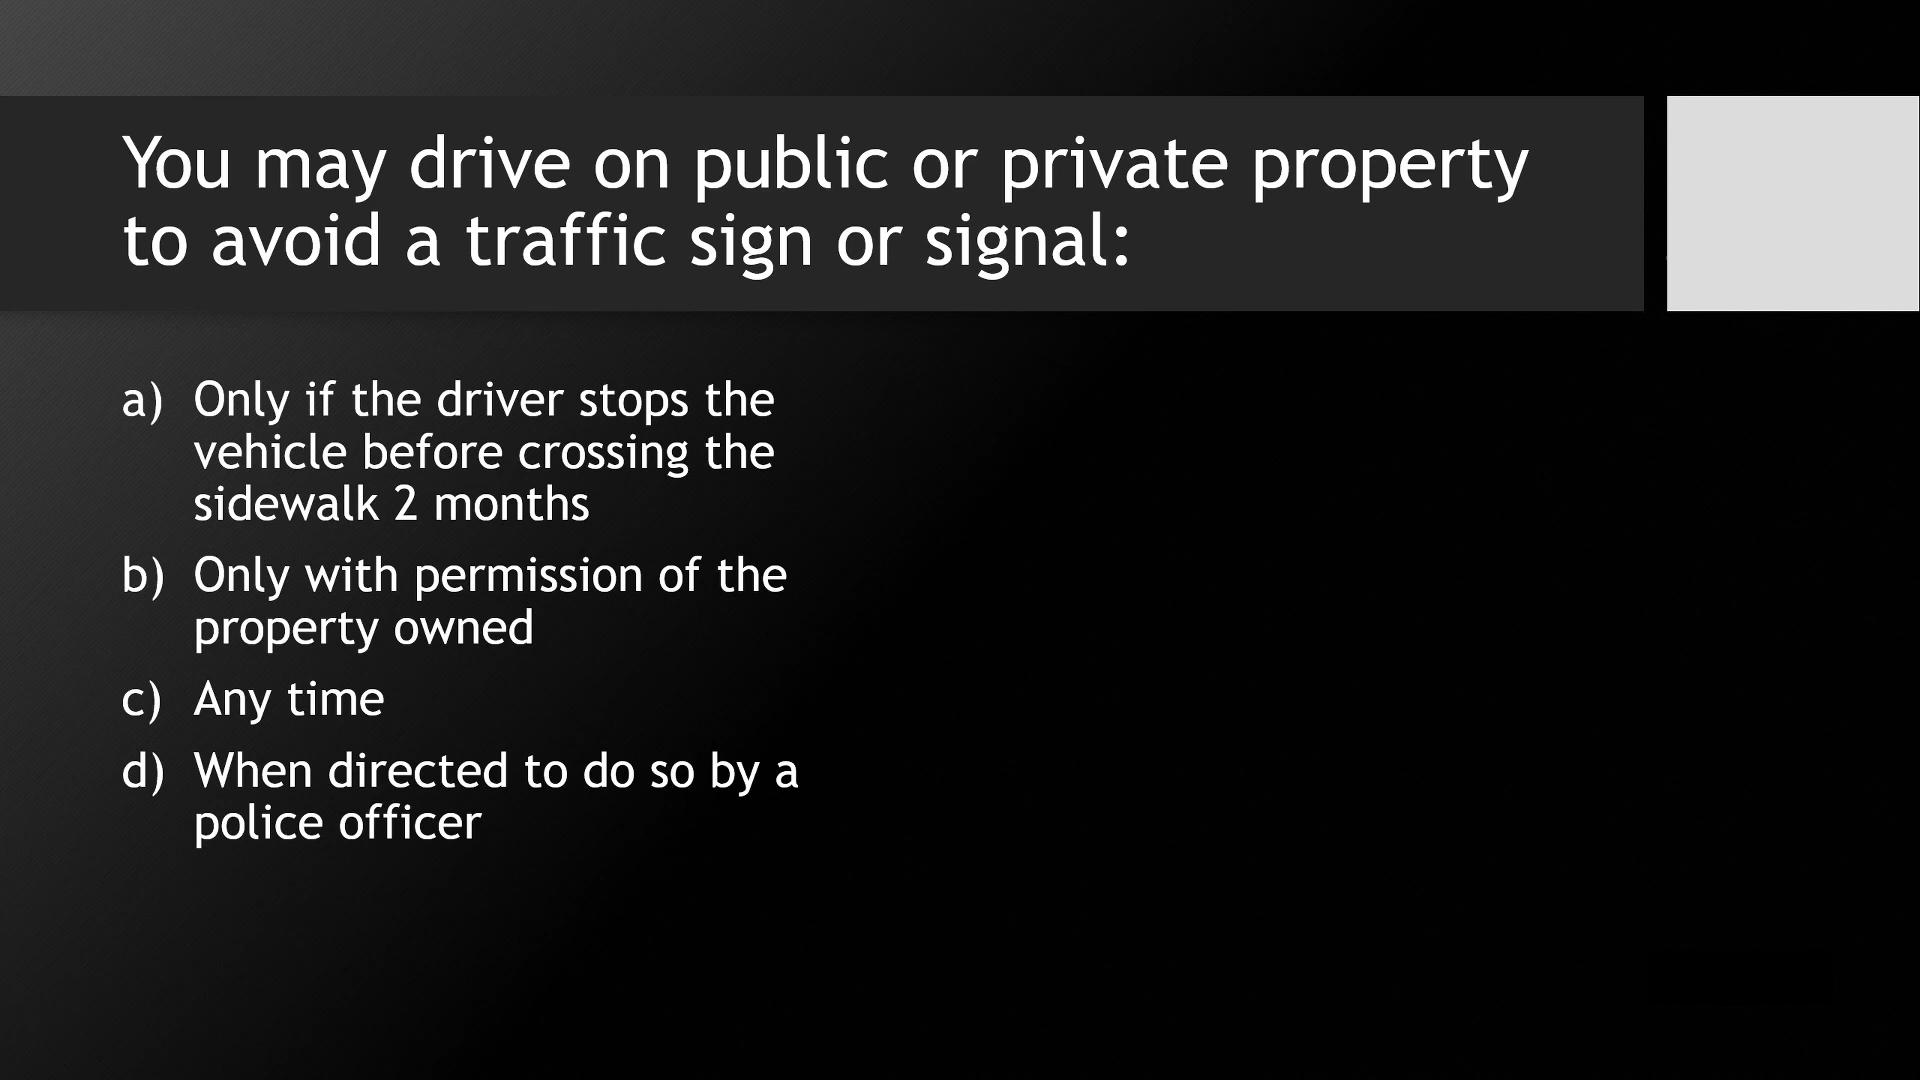 You may drive on public or private property
to avoid a traffic sign or signal:
a) Only if the driver stops the
vehicle before crossing the
sidewalk 2 months
b) Only with permission of the
property owned
c) Any time
d) When directed to do so by a
police officer